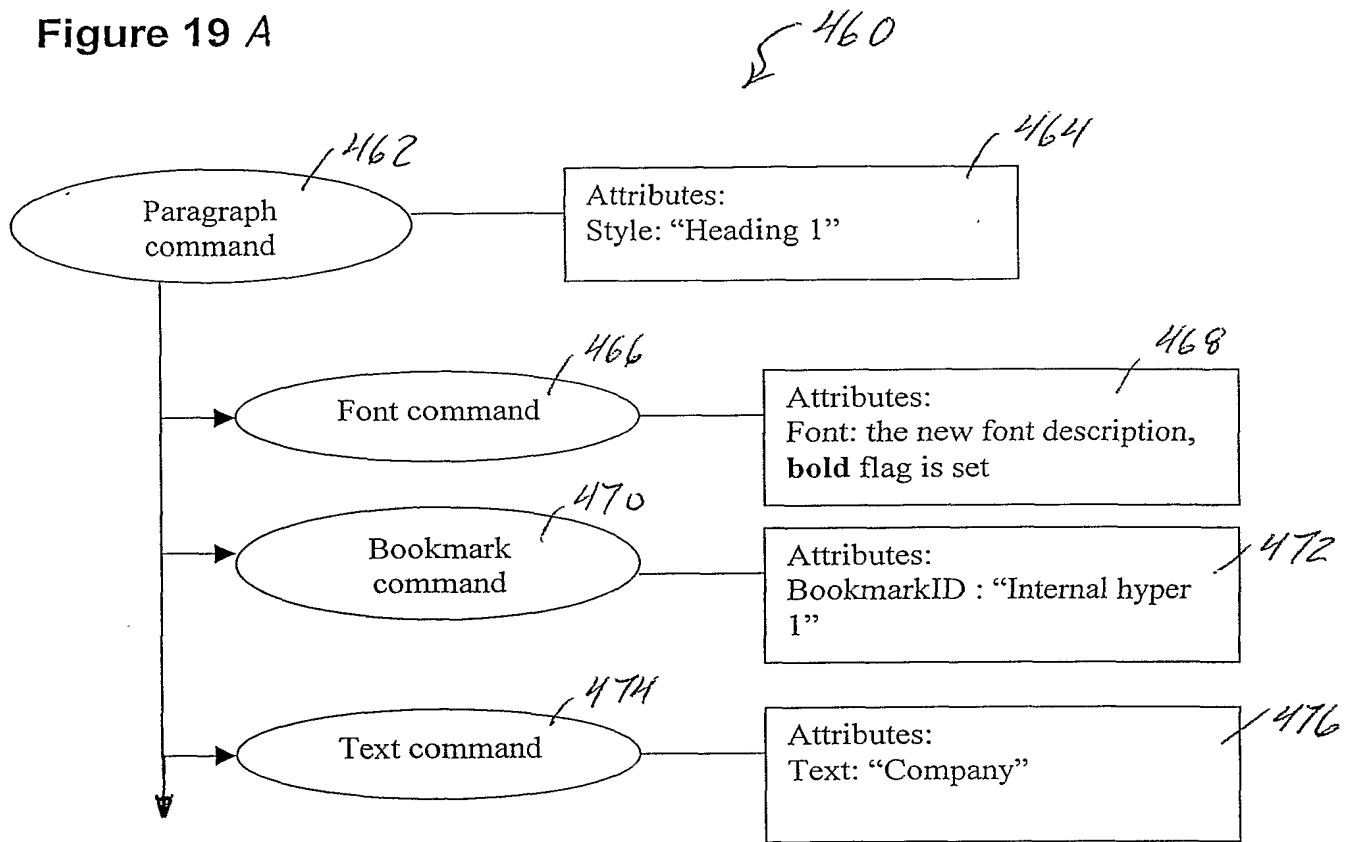 Figure 19 A
460
462
Paragraph
command
464
Attributes:
Style: “Heading 1”
466
Font command
468
Attributes:
Font: the new font description,
bold flag is set
470
Bookmark
command
472
Attributes:
BookmarkID : “Internal hyper
1”
474
Text command
476
Attributes:
Text: “Company”